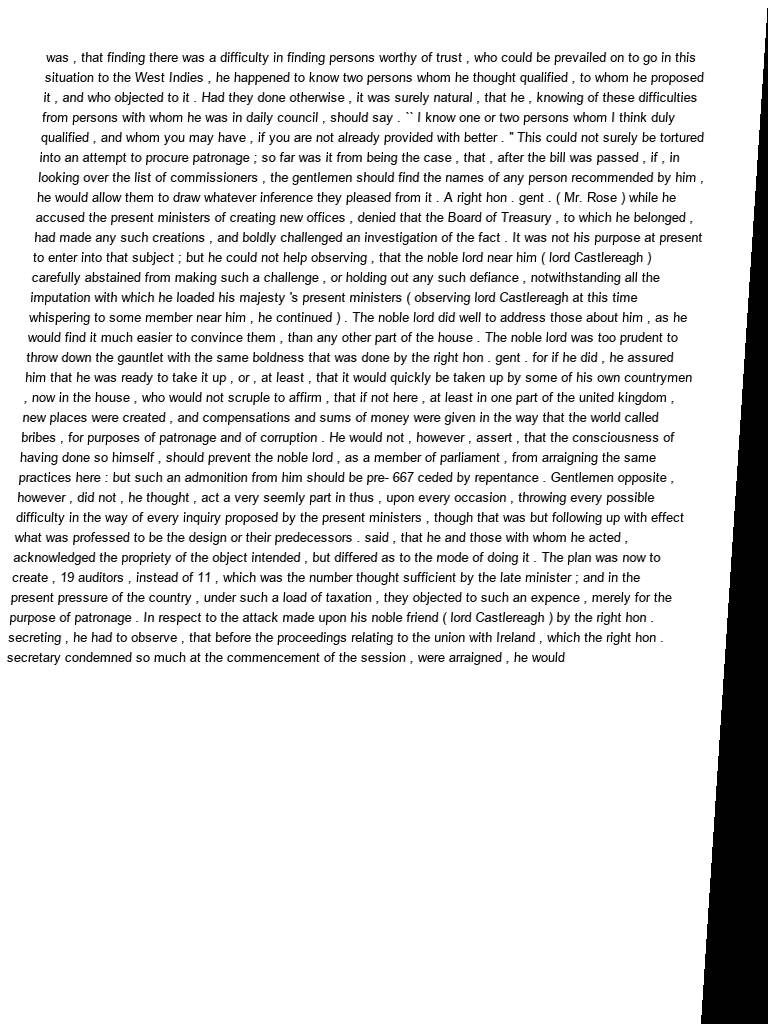 was , that finding there was a difficulty in finding persons worthy of trust , who could be prevailed on to go in this
situation to the West Indies , he happened to know two persons whom he thought qualified , to whom he proposed
it , and who objected to it . Had they done otherwise , it was surely natural , that he , knowing of these difficulties
from persons with whom he was in daily council , should say . `` I know one or two persons whom I think duly
qualified , and whom you may have , if you are not already provided with better . '' This could not surely be tortured
into an attempt to procure patronage ; so far was it from being the case , that , after the bill was passed , if , in
looking over the list of commissioners , the gentlemen should find the names of any person recommended by him ,
he would allow them to draw whatever inference they pleased from it . A right hon . gent . ( Mr. Rose ) while he
accused the present ministers of creating new offices , denied that the Board of Treasury , to which he belonged ,
had made any such creations , and boldly challenged an investigation of the fact . It was not his purpose at present
to enter into that subject ; but he could not help observing , that the noble lord near him ( lord Castlereagh )
carefully abstained from making such a challenge , or holding out any such defiance , notwithstanding all the
imputation with which he loaded his majesty 's present ministers ( observing lord Castlereagh at this time
whispering to some member near him , he continued ) . The noble lord did well to address those about him , as he
would find it much easier to convince them , than any other part of the house . The noble lord was too prudent to
throw down the gauntlet with the same boldness that was done by the right hon . gent . for if he did , he assured
him that he was ready to take it up , or , at least , that it would quickly be taken up by some of his own countrymen
, now in the house , who would not scruple to affirm , that if not here , at least in one part of the united kingdom ,
new places were created , and compensations and sums of money were given in the way that the world called
bribes , for purposes of patronage and of corruption . He would not , however , assert , that the consciousness of
having done so himself , should prevent the noble lord , as a member of parliament , from arraigning the same
practices here : but such an admonition from him should be pre- 667 ceded by repentance . Gentlemen opposite ,
however , did not , he thought , act a very seemly part in thus , upon every occasion , throwing every possible
difficulty in the way of every inquiry proposed by the present ministers , though that was but following up with effect
what was professed to be the design or their predecessors . said , that he and those with whom he acted ,
acknowledged the propriety of the object intended , but differed as to the mode of doing it . The plan was now to
create , 19 auditors , instead of 11 , which was the number thought sufficient by the late minister ; and in the
present pressure of the country , under such a load of taxation , they objected to such an expence , merely for the
purpose of patronage . In respect to the attack made upon his noble friend ( lord Castlereagh ) by the right hon .
secreting , he had to observe , that before the proceedings relating to the union with Ireland , which the right hon .
secretary condemned so much at the commencement of the session , were arraigned , he would